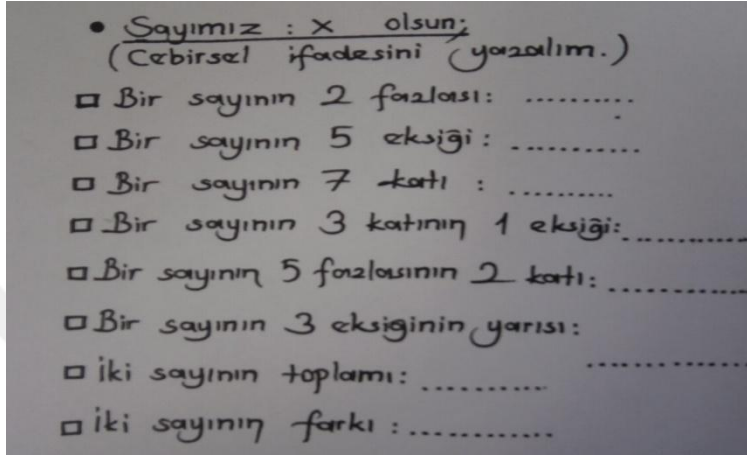 • Sayımız : x olsun;
(Cebirsel ifadesini yazalım.)
□ Bir sayının 2 fazlası: ..........
□ Bir sayının 5 eksiği : ...........
□ Bir sayının 7 katı : .........
□ Bir sayının 3 katının 1 eksiği: .............
□ Bir sayının 5 fazlasının 2 katı: ..............
□ Bir sayının 3 eksiginin yarısı: ..............
□ İki sayının toplamı: ..........
□ İki sayının farkı : ............